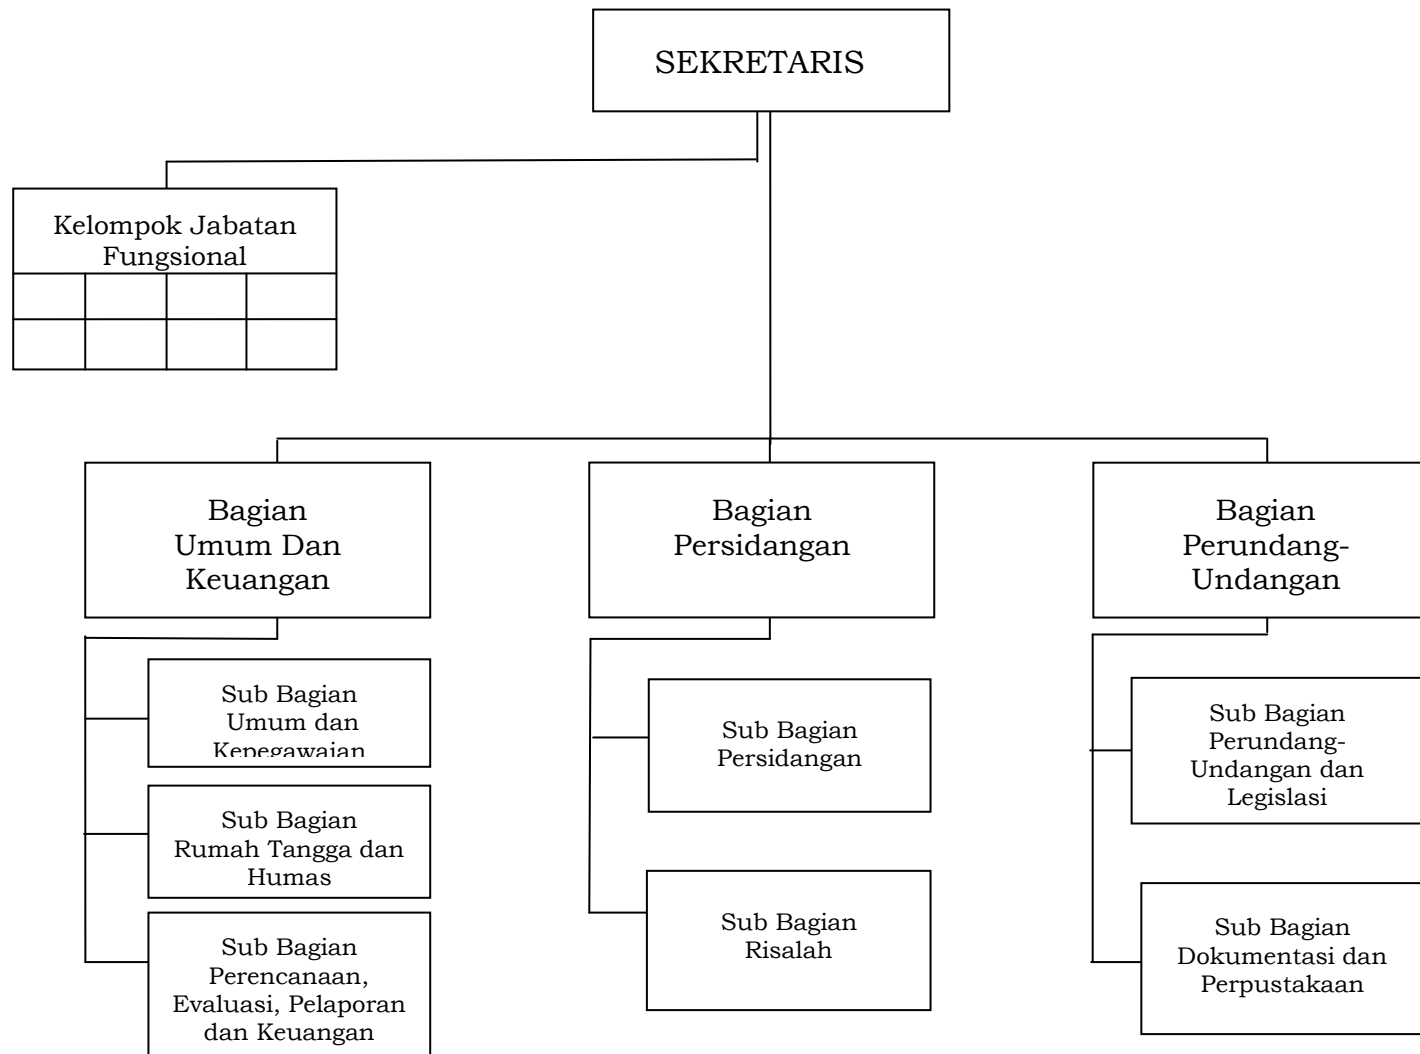 SEKRETARIS
Kelompok Jabatan
Fungsional
Bagian
Umum Dan
Keuangan
Bagian
Persidangan
Bagian
Perundang-
Undangan
Sub Bagian
Umum dan
Kepegawaian
Sub Bagian
Rumah Tangga dan
Humas
Sub Bagian
Perencanaan,
Evaluasi, Pelaporan
dan Keuangan
Sub Bagian
Persidangan
Sub Bagian
Risalah
Sub Bagian
Perundang-
Undangan dan
Legislasi
Sub Bagian
Dokumentasi dan
Perpustakaan